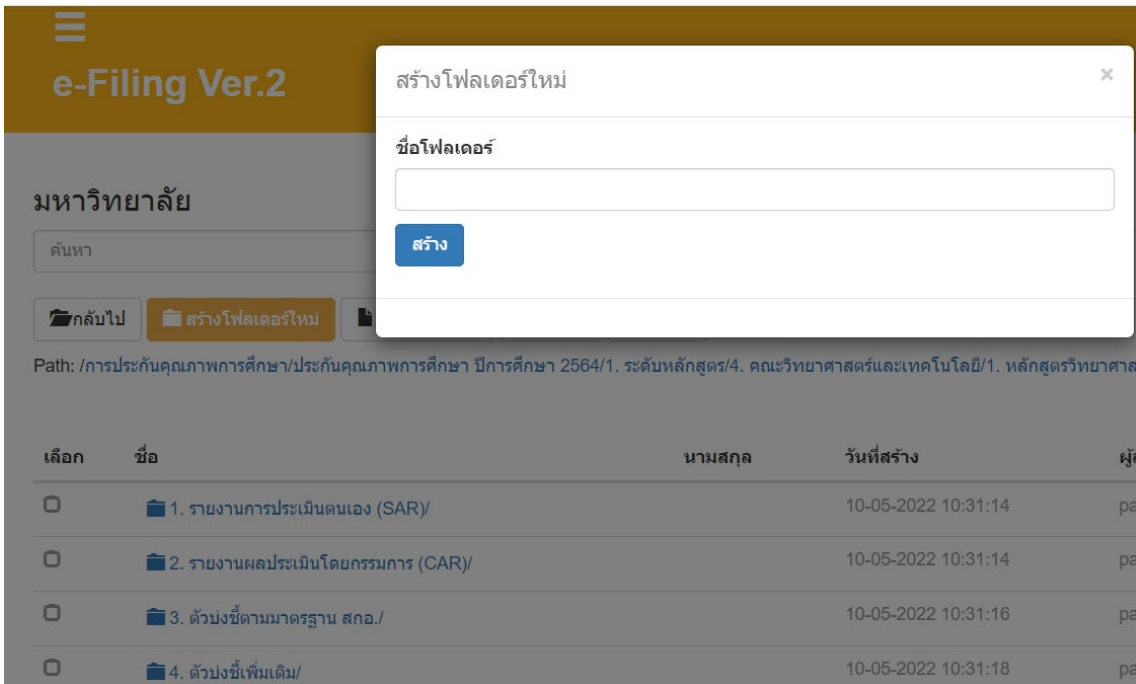 e-Filing Ver.2
สร้างโฟลเดอร์ใหม่ ×
ชื่อโฟลเดอร์
มหาวิทยาลัย
ค้นหา
สร้าง
กลับไป สร้างโฟลเดอร์ใหม่
Path: /การประกันคุณภาพการศึกษา/ประกันคุณภาพการศึกษา ปีการศึกษา 2564/1. ระดับหลักสูตร/4. คณะวิทยาศาสตร์และเทคโนโลยี/1. หลักสูตรวิทยาศาส
เลือก ชื่อ นามสกุล วันที่สร้าง
1. รายงานการประเมินตนเอง (SAR)/ 10-05-2022 10:31:14 pa
2. รายงานผลประเมินโดยกรรมการ (CAR)/ 10-05-2022 10:31:14 pa
3. ตัวบ่งชี้ตามมาตรฐาน สกอ./ 10-05-2022 10:31:16 pa
4. ตัวบ่งชี้เพิ่มเติม/ 10-05-2022 10:31:18 pa